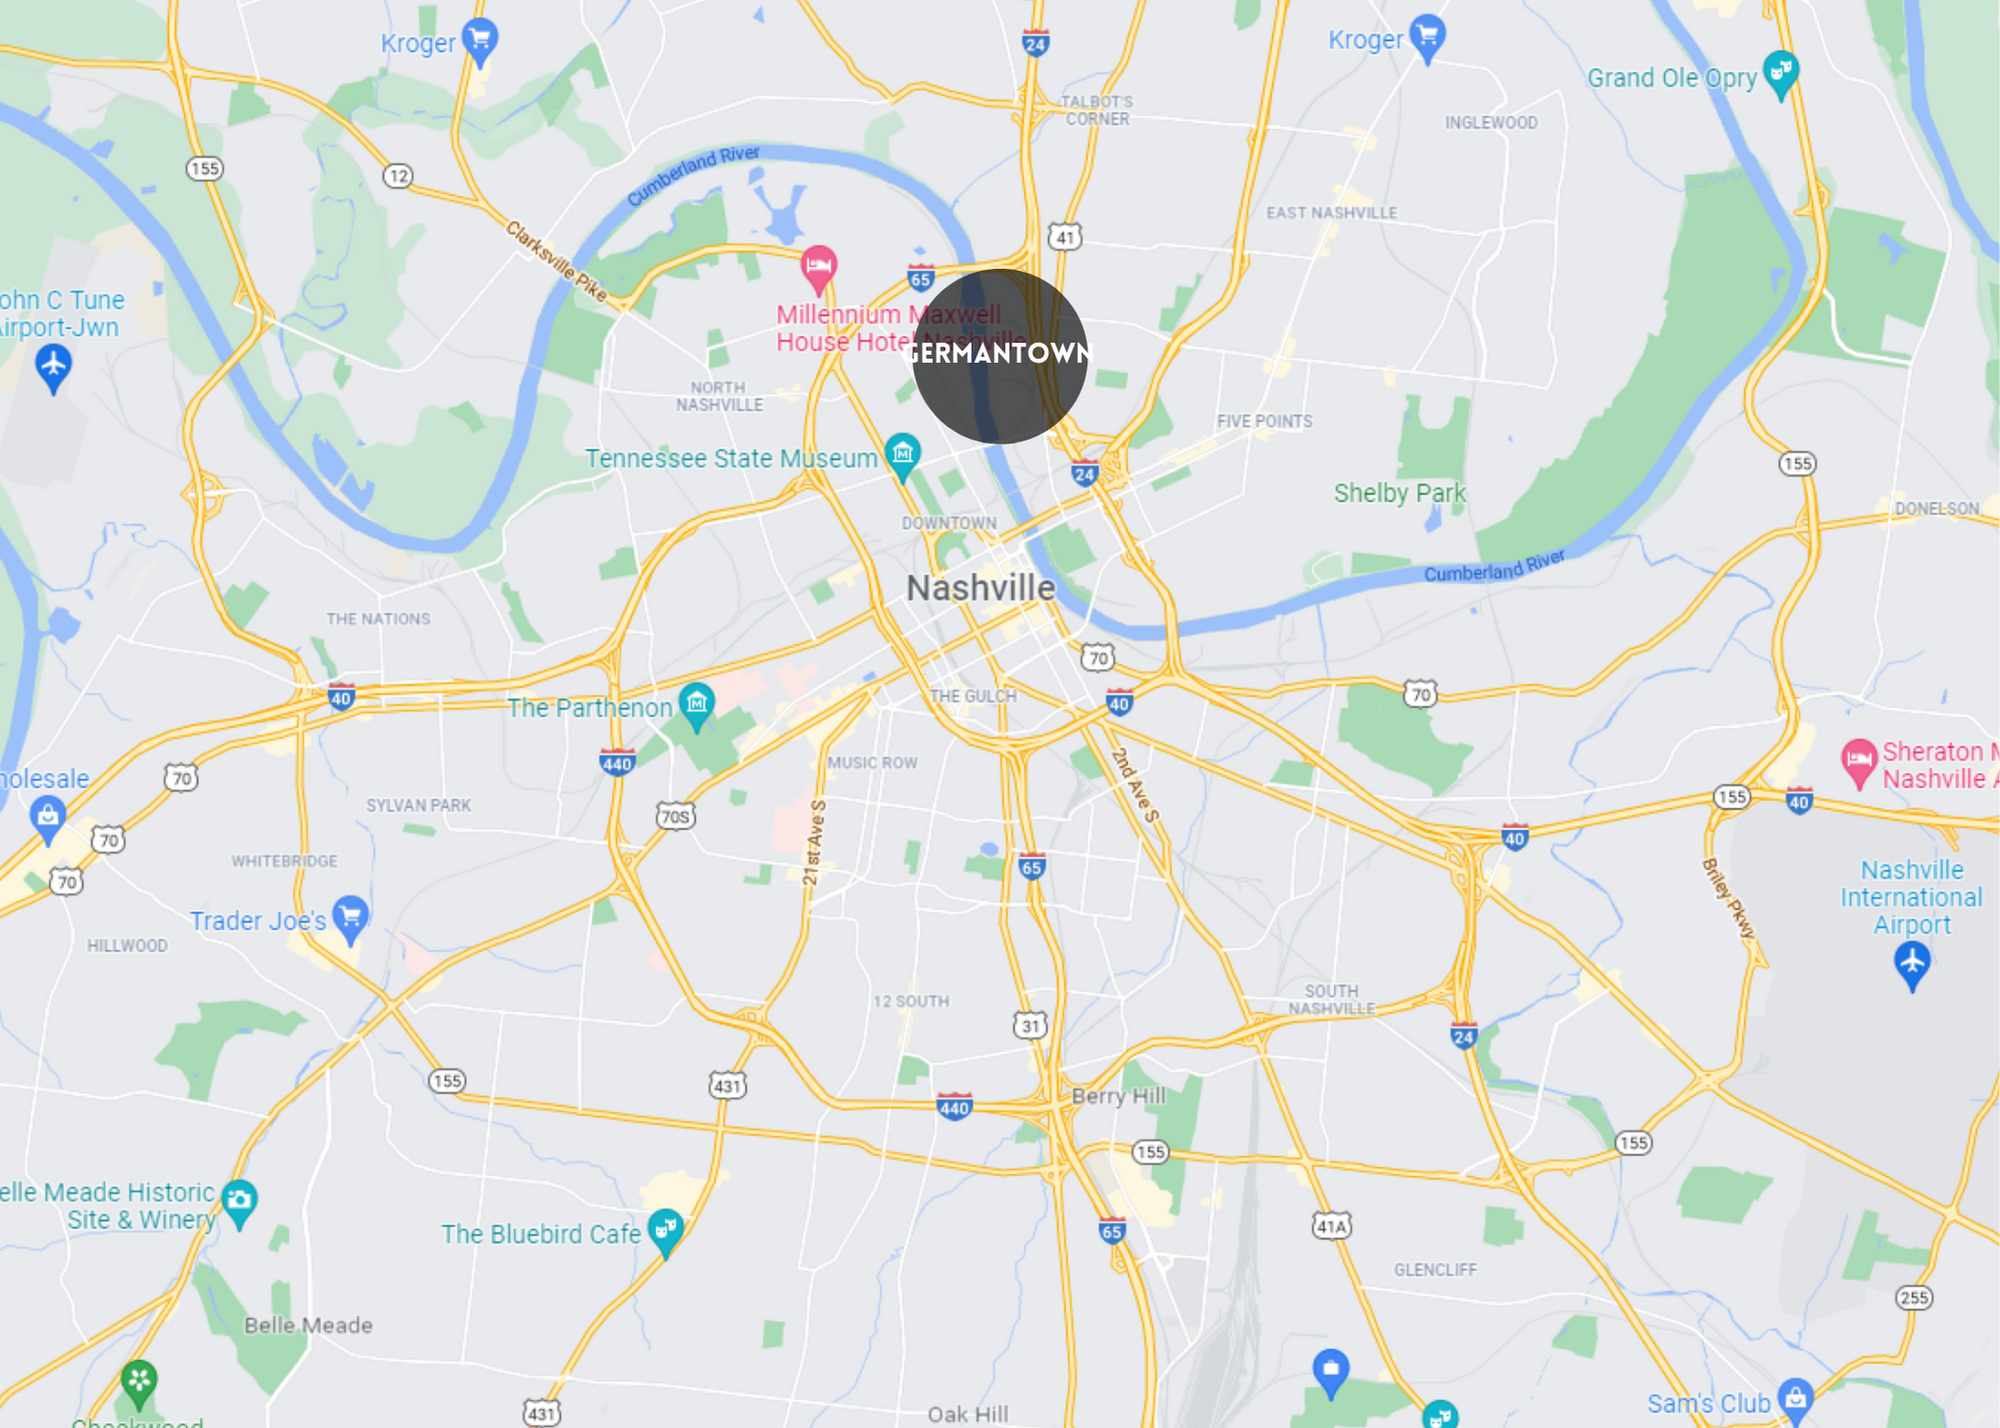 Kroger
24
Kroger
Grand Ole Opry
TALBOT'S
CORNER
INGLEWOOD
155
12
Cumberland River
EAST NASHVILLE
41
Clarksville Pike
65
Millennium Maxwell
House Hotel Nashville
GERMANTOWN
ohn C Tune
Airport-Jwn
NORTH
NASHVILLE
FIVE POINTS
Tennessee State Museum
24
155
Shelby Park
DONELSON
DOWNTOWN
Cumberland River
Nashville
THE NATIONS
70
40
THE GULCH
40
70
The Parthenon
440
MUSIC ROW
2nd Ave S
Sheraton M
Nashville A
70
holesale
SYLVAN PARK
70S
155
40
70
40
21st Ave S
WHITEBRIDGE
65
70
Briley Pkwy
Nashville
International
Airport
Trader Joe's
HILLWOOD
12 SOUTH
SOUTH
NASHVILLE
31
24
155
431
440
Berry Hill
155
155
elle Meade Historic
Site & Winery
The Bluebird Cafe
65
41A
GLENCLIFF
255
Belle Meade
431
Oak Hill
Sam's Club
Cheekwood